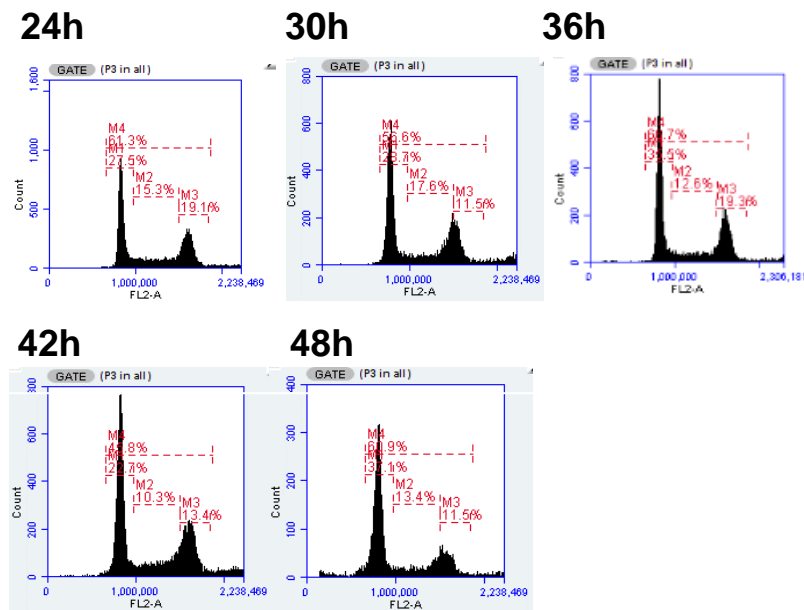 24h 30h 36h
GATE (P3 in all)
1,600
1,000
500
0
Count
M4
61.3%
27.5%
M2
15.3%
M3
19.1%
0 1,000,000 2,238,469
FL2-A
GATE (P3 in all)
800
600
400
200
0
Count
M4
M2
17.6%
M3
11.5%
0 1,000,000 2,238,469
FL2-A
GATE (P3 in all)
800
600
400
200
0
Count
M4
M2
12.6%
M3
19.3%
0 1,000,000 2,306,181
FL2-A
42h 48h
GATE (P3 in all)
800
600
400
200
0
Count
M4
22.7%
M2
10.3%
M3
13.4%
0 1,000,000 2,238,469
FL2-A
GATE (P3 in all)
400
300
200
100
0
Count
M4
M2
13.4%
M3
11.5%
0 1,000,000 2,238,469
FL2-A